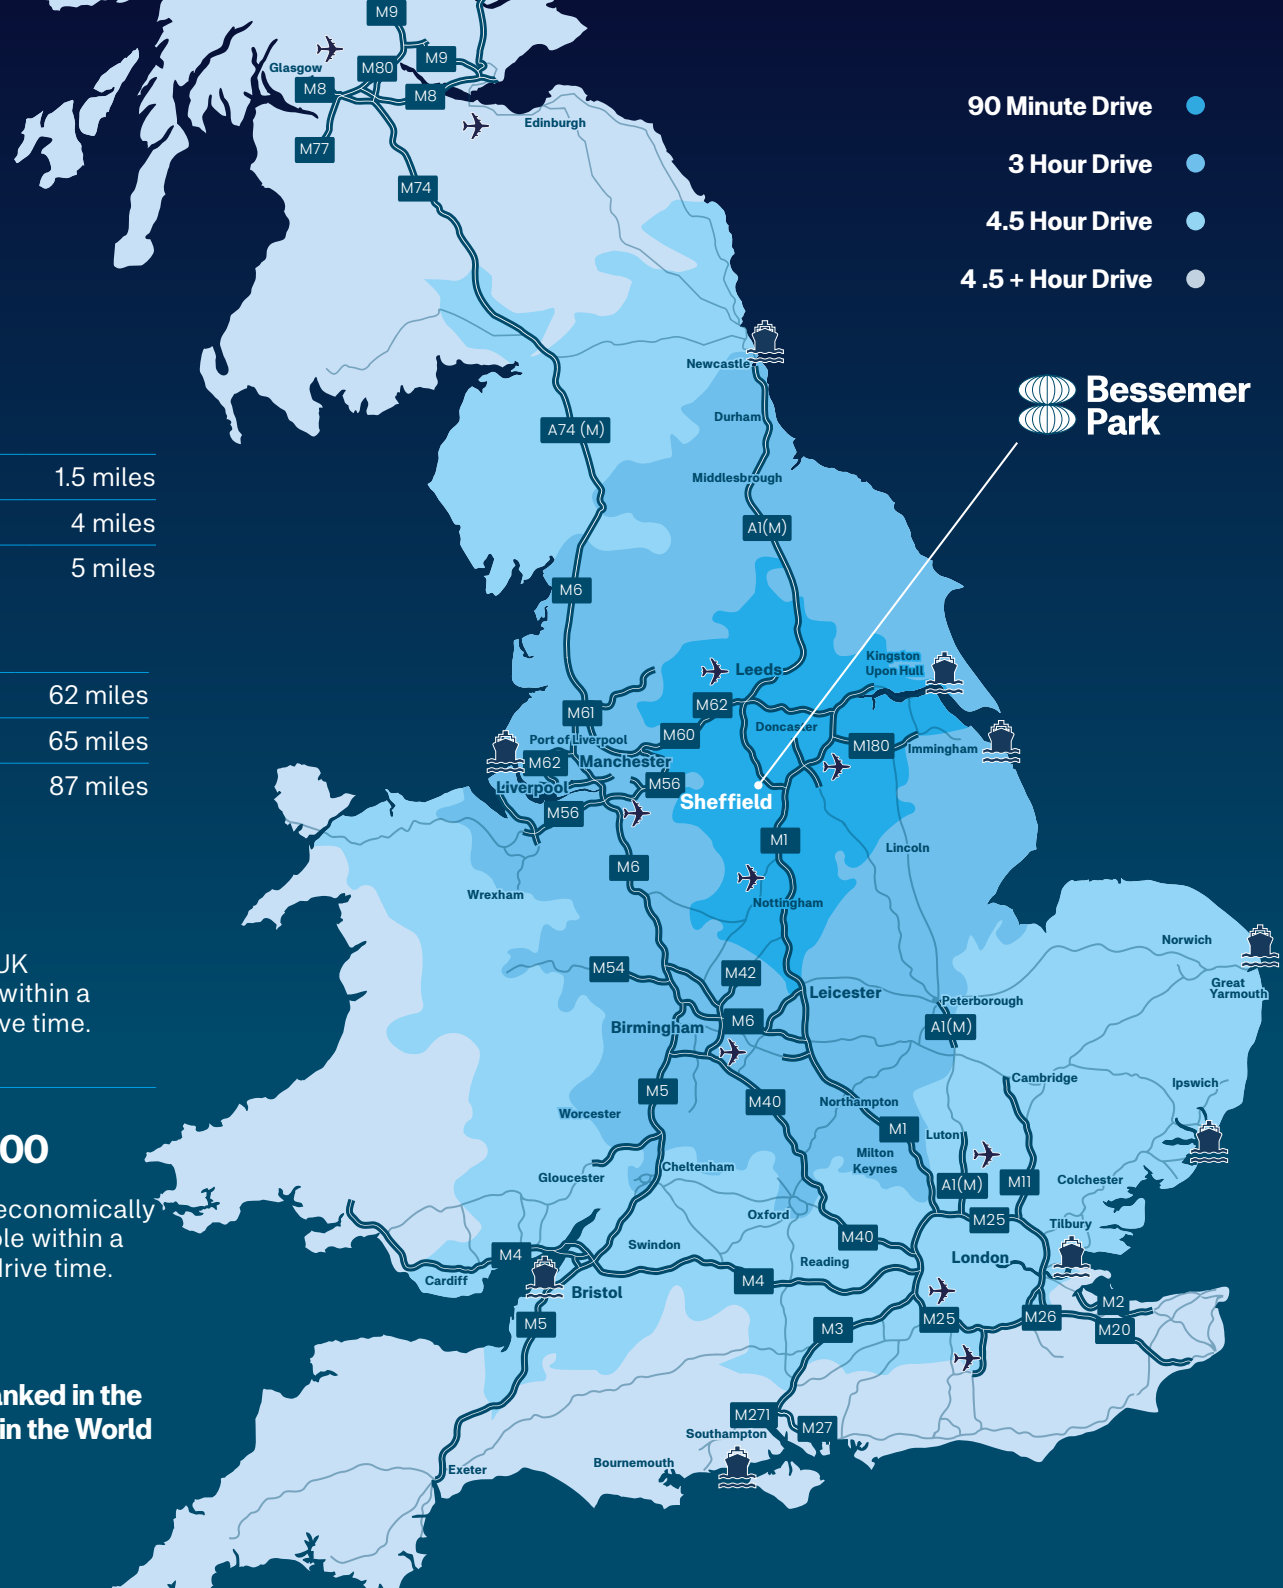 90 Minute Drive
3 Hour Drive
4.5 Hour Drive
4 .5 + Hour Drive
Bessemer
Park
1.5 miles
4 miles
5 miles
62 miles
65 miles
87 miles
UK
within a
ve time.
00
economically
ble within a
drive time.
anked in the
in the World
M9
Glasgow
M80
M9
M8
M8
Edinburgh
M77
M74
Newcastle
Durham
A74 (M)
Middlesbrough
A1(M)
M6
Kingston
Upon Hull
Leeds
M62
M61
Doncaster
M60
Port of Liverpool
M180
Immingham
M62
Manchester
Liverpool
M56
Sheffield
M56
M1
Lincoln
M6
Wrexham
Nottingham
Norwich
M54
M42
Great
Yarmouth
Leicester
Peterborough
M6
Birmingham
A1(M)
Cambridge
Ipswich
M5
M40
Northampton
Worcester
M1
Luton
Milton
Keynes
Cheltenham
Gloucester
A1(M)
M11
Colchester
Oxford
M25
Tilbury
M40
Swindon
M4
London
Reading
Cardiff
M4
Bristol
M2
M5
M25
M26
M3
M20
M271
M27
Southampton
Bournemouth
Exeter